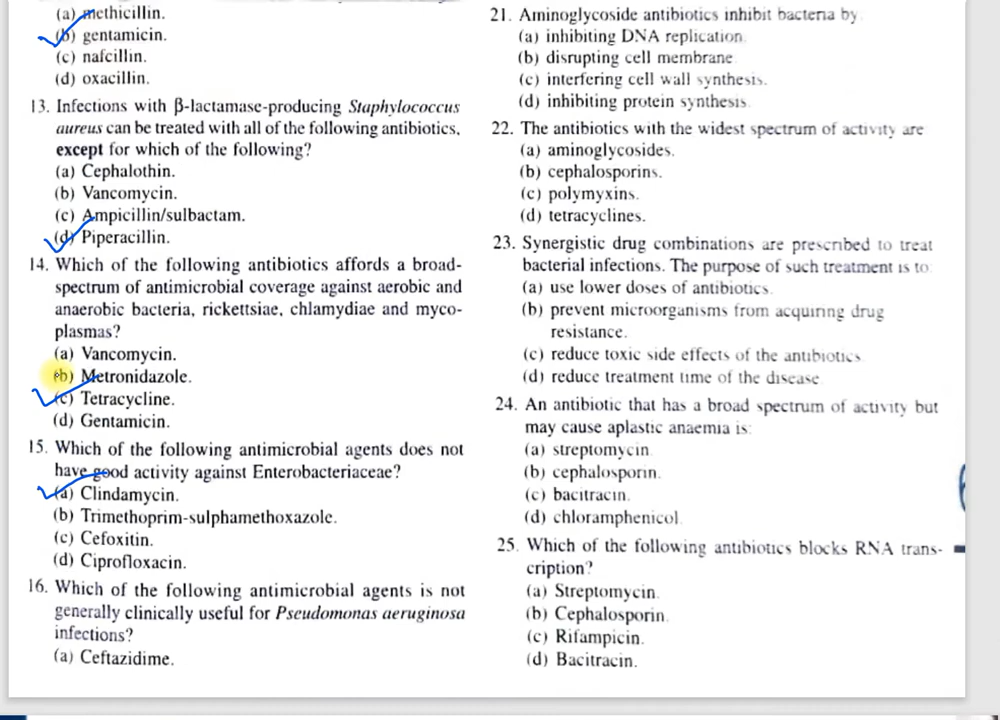 (a) methicillin.
(b) gentamicin.
(c) nafcillin.
(d) oxacillin.
13. Infections with β-lactamase-producing Staphylococcus
aureus can be treated with all of the following antibiotics,
except for which of the following?
(a) Cephalothin.
(b) Vancomycin.
(c) Ampicillin/sulbactam.
(d) Piperacillin.
14. Which of the following antibiotics affords a broad-
spectrum of antimicrobial coverage against aerobic and
anaerobic bacteria, rickettsiae, chlamydiae and myco-
plasmas?
(a) Vancomycin.
(b) Metronidazole.
(c) Tetracycline.
(d) Gentamicin.
15. Which of the following antimicrobial agents does not
have good activity against Enterobacteriaceae?
(a) Clindamycin.
(b) Trimethoprim-sulphamethoxazole.
(c) Cefoxitin.
(d) Ciprofloxacin.
16. Which of the following antimicrobial agents is not
generally clinically useful for Pseudomonas aeruginosa
infections?
(a) Ceftazidime.
21. Aminoglycoside antibiotics inhibit bacteria by
(a) inhibiting DNA replication.
(b) disrupting cell membrane
(c) interfering cell wall synthesis.
(d) inhibiting protein synthesis.
22. The antibiotics with the widest spectrum of activity are
(a) aminoglycosides.
(b) cephalosporins.
(c) polymyxins.
(d) tetracyclines.
23. Synergistic drug combinations are prescribed to treat
bacterial infections. The purpose of such treatment is to
(a) use lower doses of antibiotics.
(b) prevent microorganisms from acquiring drug
resistance.
(c) reduce toxic side effects of the antibiotics
(d) reduce treatment time of the disease.
24. An antibiotic that has a broad spectrum of activity but
may cause aplastic anaemia is:
(a) streptomycin
(b) cephalosporin.
(c) bacitracin.
(d) chloramphenicol.
25. Which of the following antibiotics blocks RNA trans-
cription?
(a) Streptomycin.
(b) Cephalosporin.
(c) Rifampicin.
(d) Bacitracin.